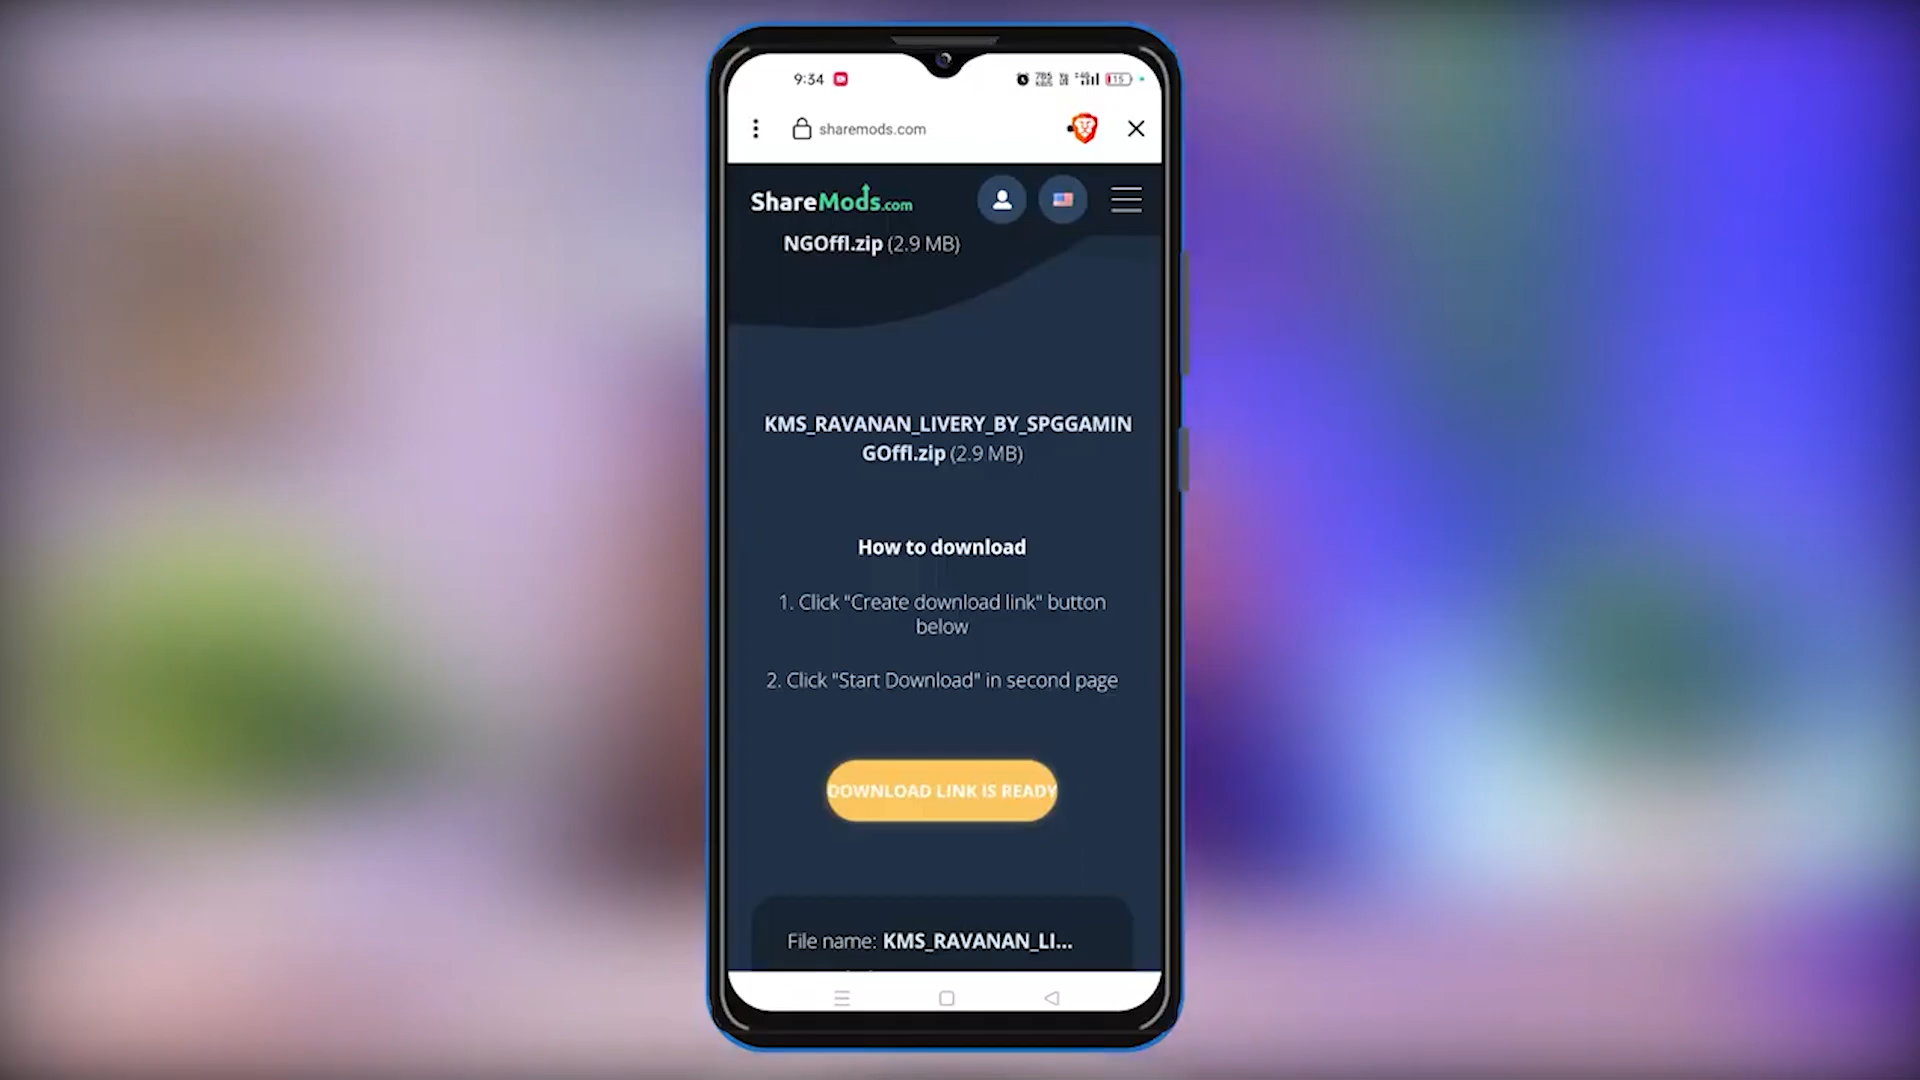 9:34
15
sharemods.com
ShareMods.com
NGOffl.zip (2.9 MB)
KMS_RAVANAN_LIVERY_BY_SPGGAMIN
GOffl.zip (2.9 MB)
How to download
1. Click "Create download link" button
below
2. Click "Start Download" in second page
DOWNLOAD LINK IS READY
File name: KMS_RAVANAN_LI...